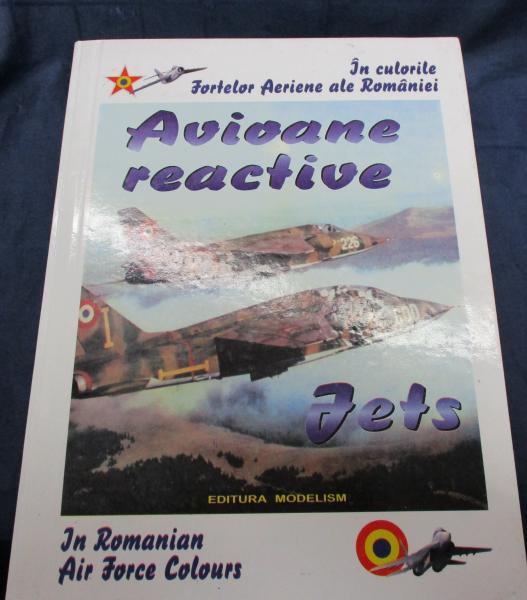 În culorile
Forțelor Aeriene ale României
Avioane
reactive
226
I
Jets
EDITURA MODELISM
In Romanian
Air Force Colours